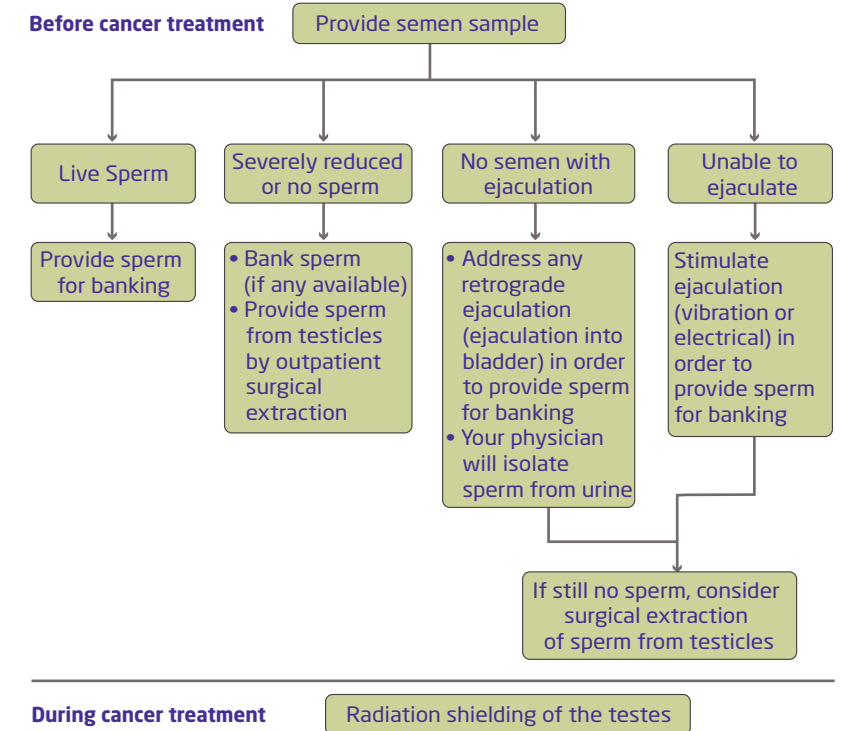 Before cancer treatment
Provide semen sample
Live Sperm
Severely reduced
or no sperm
No semen with
ejaculation
Unable to
ejaculate
Provide sperm
for banking
• Bank sperm
(if any available)
• Provide sperm
from testicles
by outpatient
surgical
extraction
• Address any
retrograde
ejaculation
(ejaculation into
bladder) in order
to provide sperm
for banking
• Your physician
will isolate
sperm from urine
Stimulate
ejaculation
(vibration or
electrical) in
order to
provide sperm
for banking
If still no sperm, consider
surgical extraction
of sperm from testicles
During cancer treatment
Radiation shielding of the testes